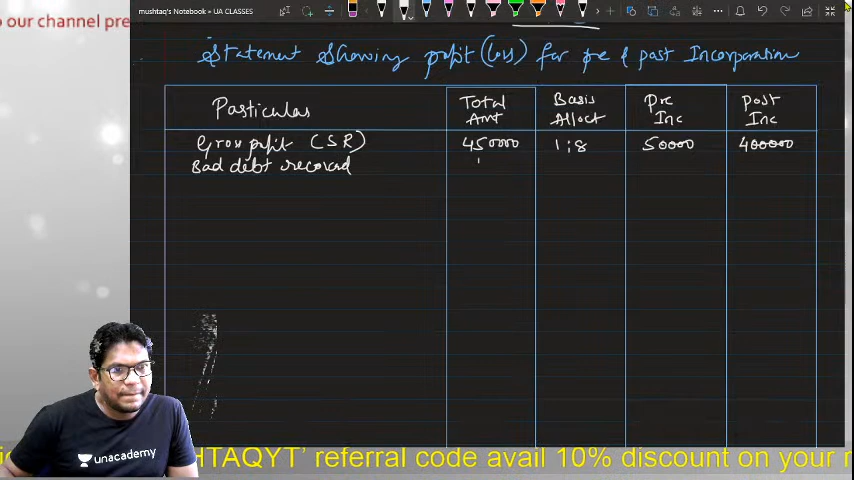 o our channel pre
mushtaq's Notebook » UA CLASSES
Statement Showing profit (loss) for pre & post Incorporation
Particulas Total Amt Basis Alloct Pre Inc post Inc
Gross profit (SR) 450000 1:8 50000 400000
Bad debt recovered
unacademy
HTAQYT' referral code avail 10% discount on your